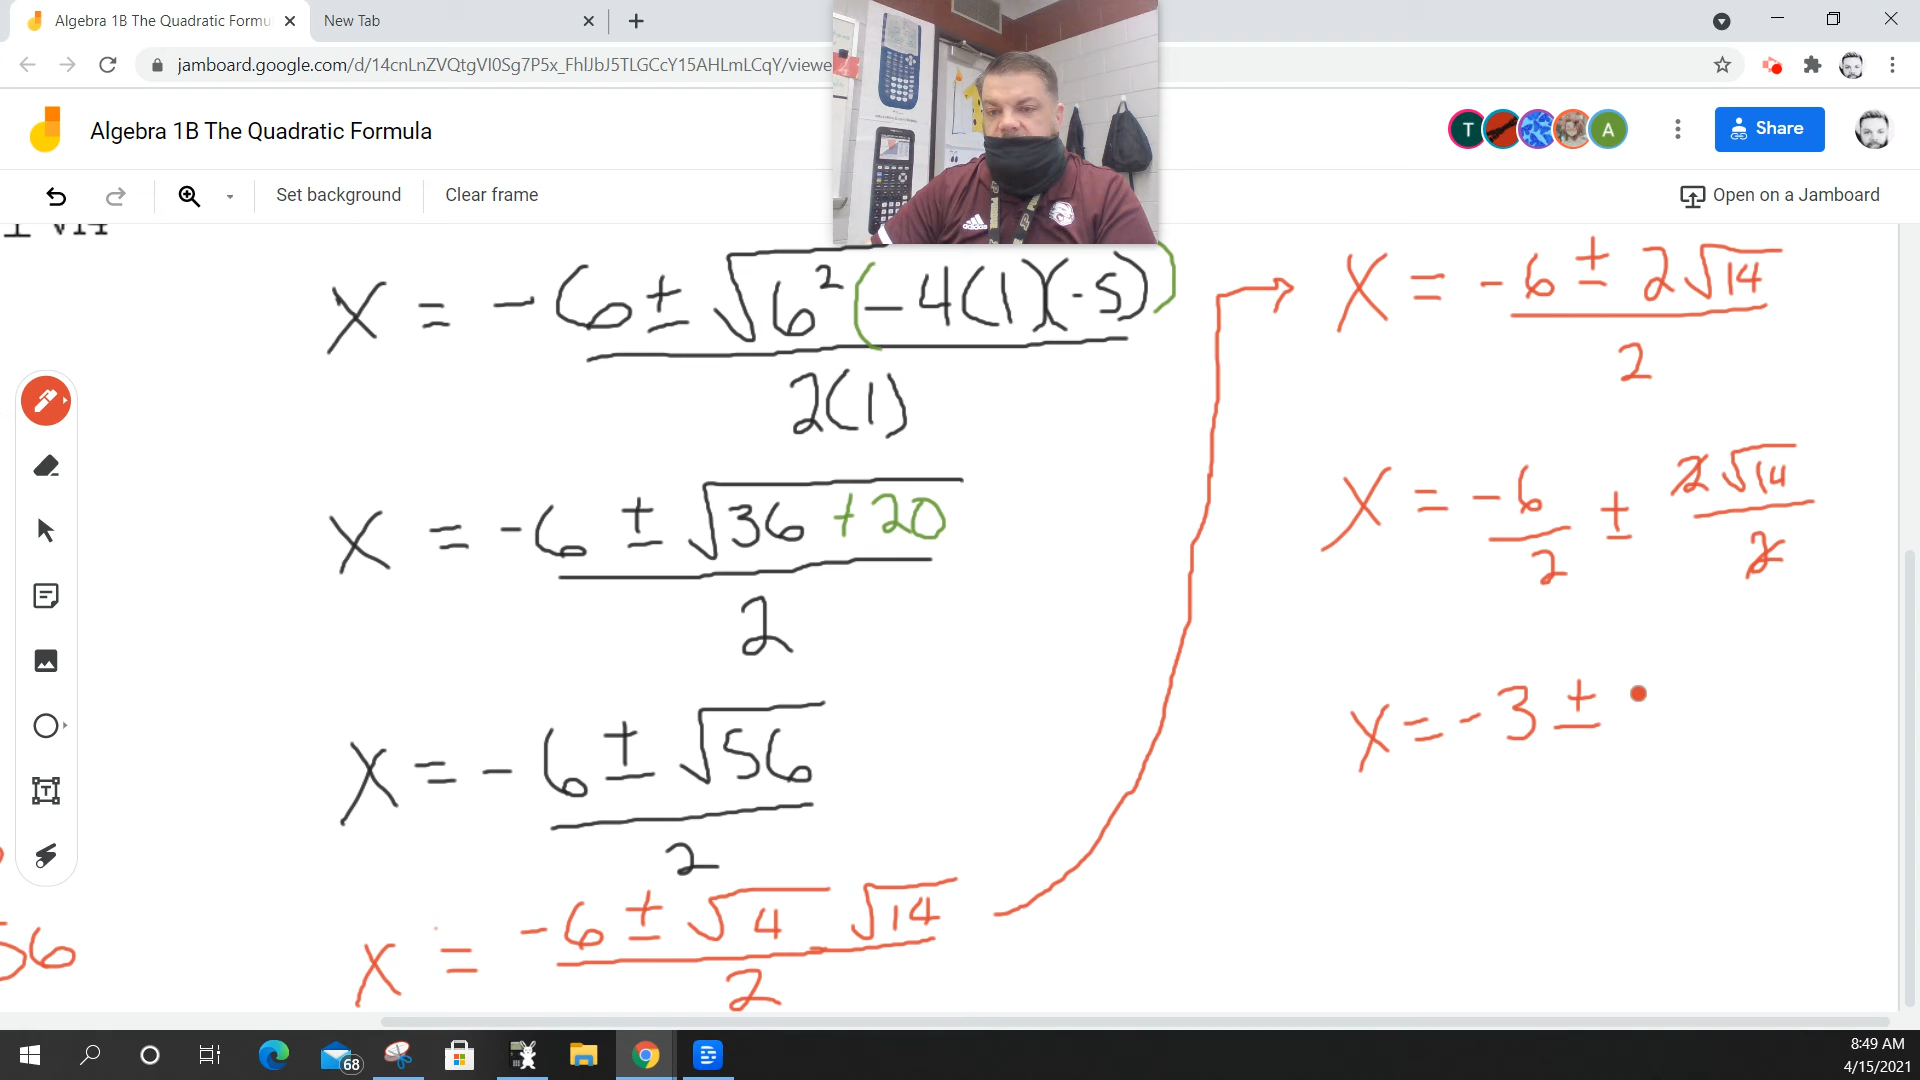 Algebra 1B The Quadratic Formu
New Tab
jamboard.google.com/d/14cnLnZVQtgVI0Sg7P5x_FhlJbJ5TLGCcY15AHLmLCqY/viewe
Algebra 1B The Quadratic Formula
T
A
Share
Set background
Clear frame
Open on a Jamboard
± √14
x = -6 ± √6² (-4(1)(-5))
2(1)
x = -6 ± √36 +20
2
x = -6 ± √56
2
x = -6 ± √4 √14
2
56
x = -6 ± 2√14
2
x = -6 ± 2√14
2 2
x = -3 ±
68
8:49 AM
4/15/2021